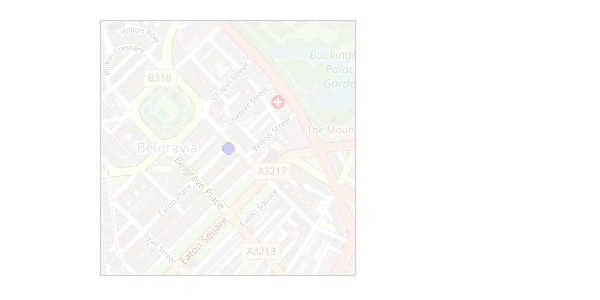 Wilton Row
Wilton Crescent
B310
Chapel Street
Chester Street
Wilton Street
Buckingh
Palac
Garde
The Moun
Belgravia
A3217
Belgrave Place
Eaton Place
Eaton Square
Eaton Square
Lyall Street
A3213